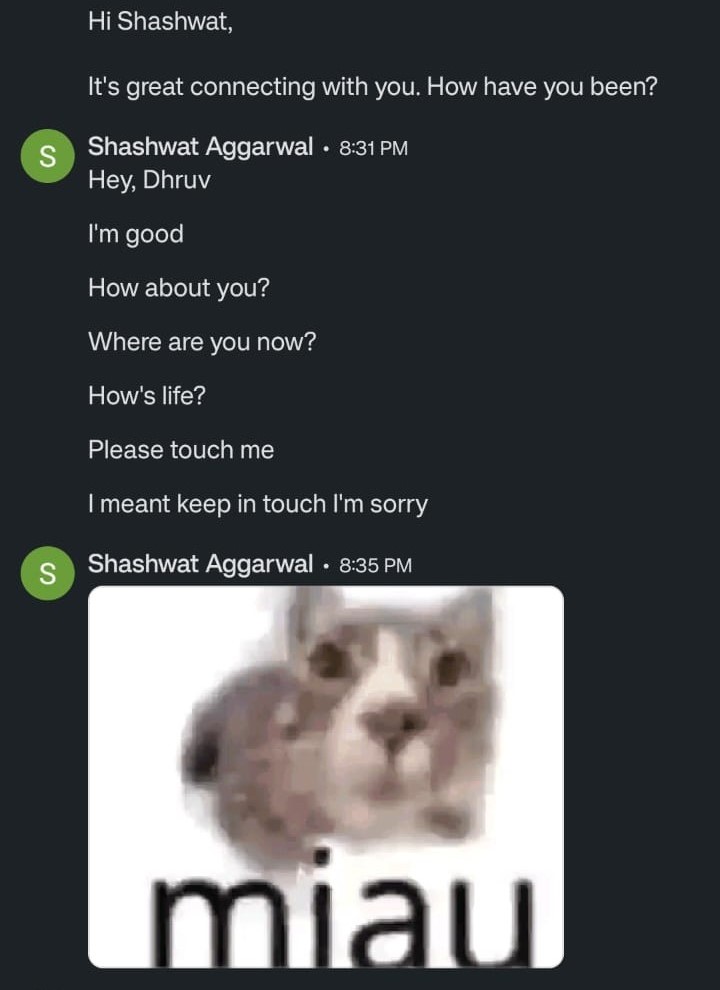 Hi Shashwat,
It's great connecting with you. How have you been?
S
Shashwat Aggarwal • 8:31 PM
Hey, Dhruv
I'm good
How about you?
Where are you now?
How's life?
Please touch me
I meant keep in touch I'm sorry
S
Shashwat Aggarwal • 8:35 PM
miau